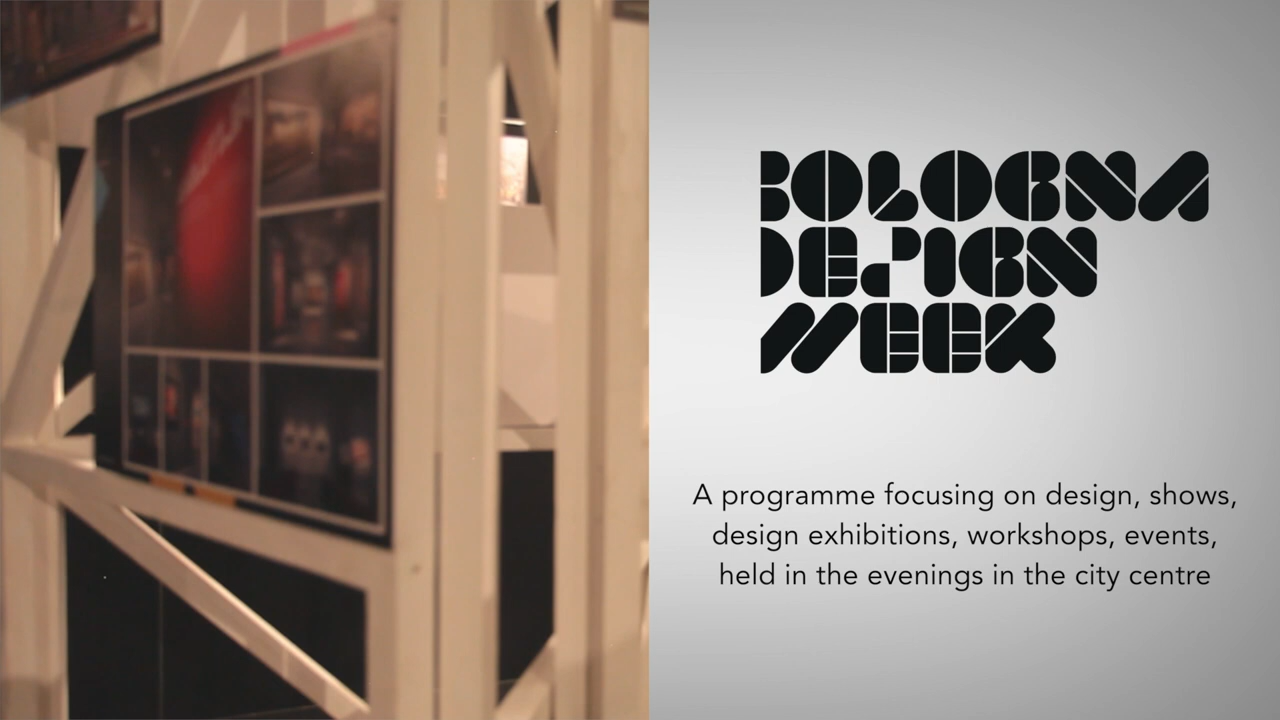 BOLOGNA
DESIGN
WEEK
A programme focusing on design, shows,
design exhibitions, workshops, events,
held in the evenings in the city centre